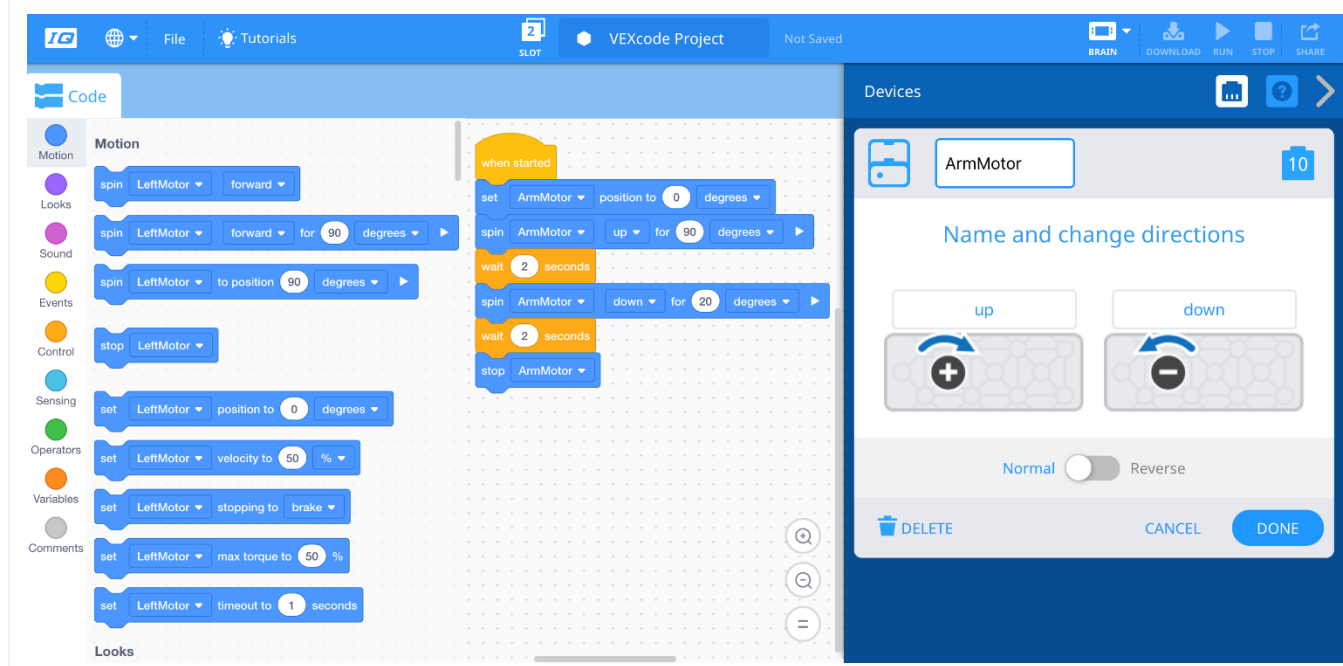 IQ
File
Tutorials
2
SLOT
VEXcode Project
Not Saved
BRAIN
DOWNLOAD
RUN
STOP
SHARE
Code
Motion
Looks
Sound
Events
Control
Sensing
Operators
Variables
Comments
Motion
spin LeftMotor forward
spin LeftMotor forward for 90 degrees
spin LeftMotor to position 90 degrees
stop LeftMotor
set LeftMotor position to 0 degrees
set LeftMotor velocity to 50 %
set LeftMotor stopping to brake
set LeftMotor max torque to 50 %
set LeftMotor timeout to 1 seconds
Looks
when started
set ArmMotor position to 0 degrees
spin ArmMotor up for 90 degrees
wait 2 seconds
spin ArmMotor down for 20 degrees
wait 2 seconds
stop ArmMotor
Devices
?
ArmMotor
10
Name and change directions
up
down
Normal
Reverse
DELETE
CANCEL
DONE